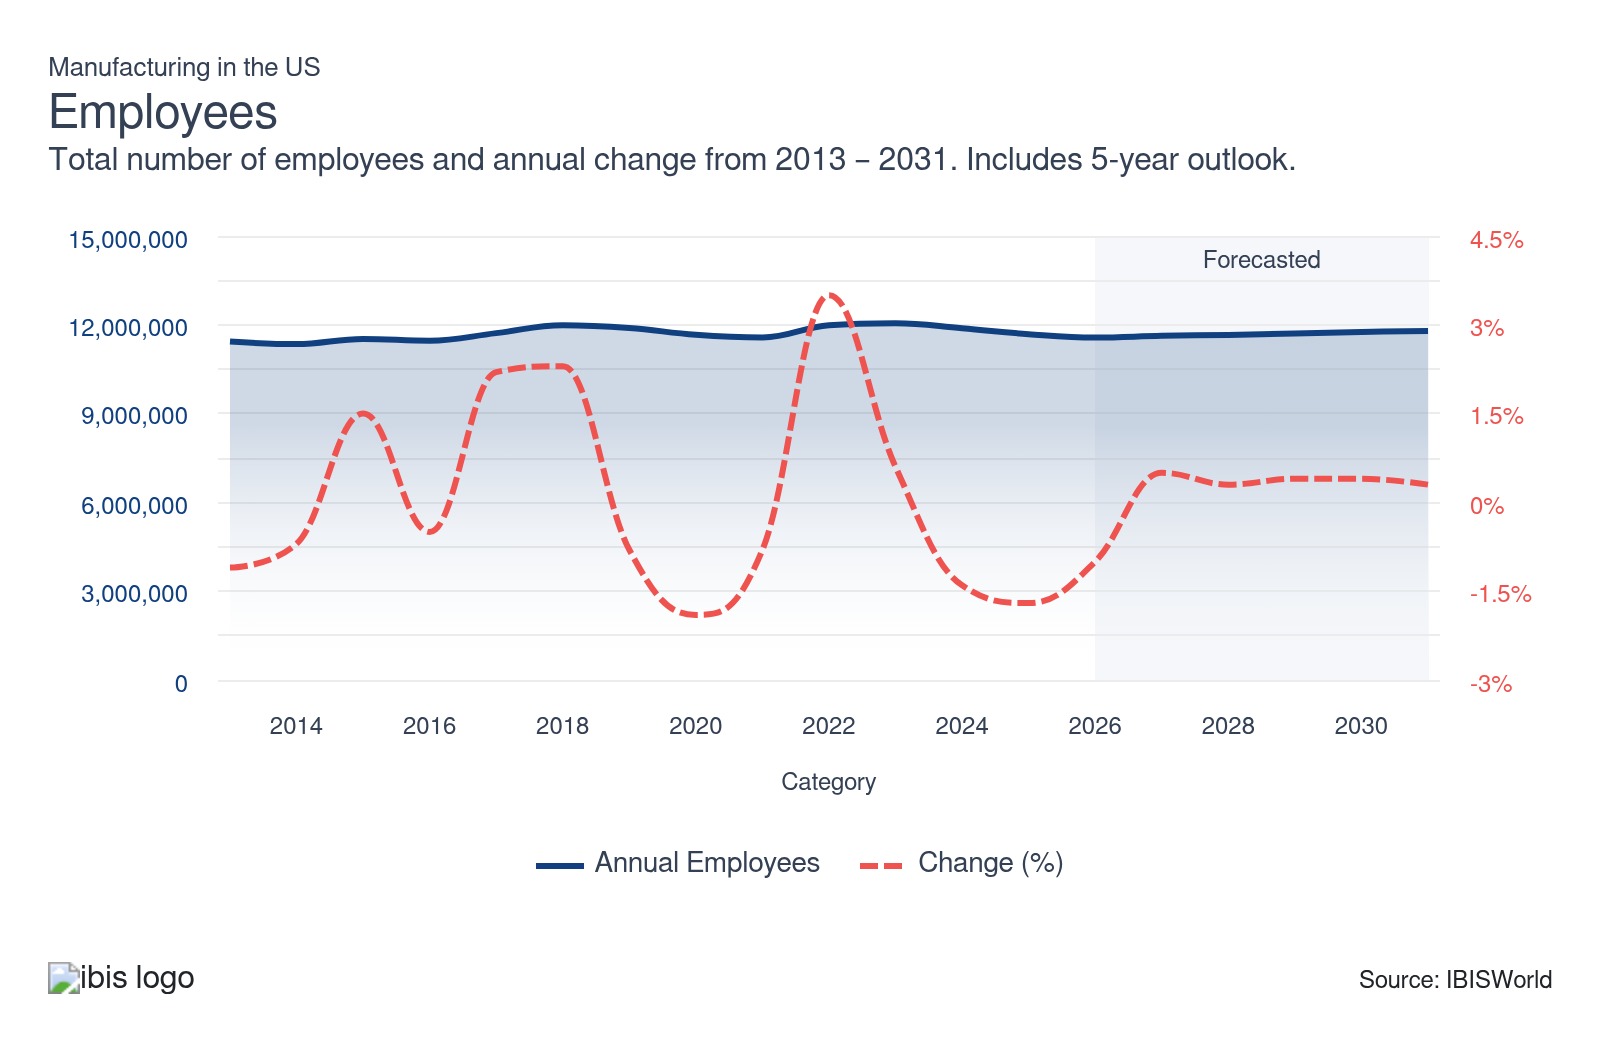 Manufacturing in the US
Employees
Total number of employees and annual change from 2013 – 2031. Includes 5-year outlook.
15,000,000
12,000,000
9,000,000
6,000,000
3,000,000
0
Forecasted
4.5%
3%
1.5%
0%
-1.5%
-3%
2014 2016 2018 2020 2022 2024 2026 2028 2030
Category
Annual Employees Change (%)
ibis logo
Source: IBISWorld